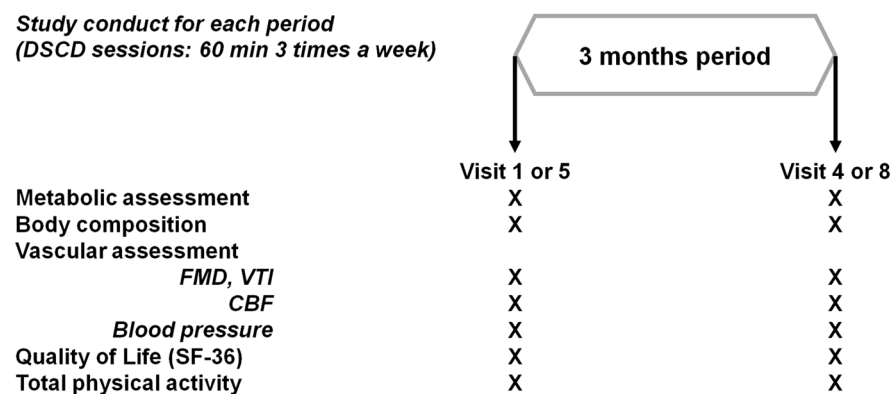 Study conduct for each period
(DSCD sessions: 60 min 3 times a week)
3 months period
Visit 1 or 5 Visit 4 or 8
Metabolic assessment X X
Body composition X X
Vascular assessment
FMD, VTI X X
CBF X X
Blood pressure X X
Quality of Life (SF-36) X X
Total physical activity X X